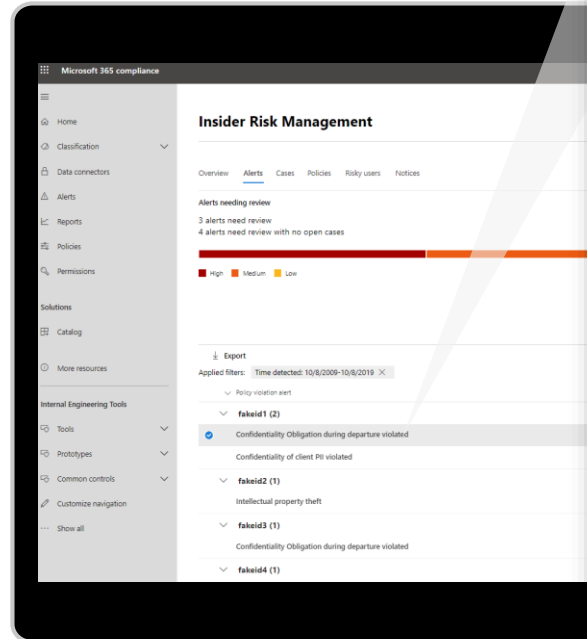 Microsoft 365 compliance
Home
Classification
Data connectors
Alerts
Reports
Policies
Permissions
Solutions
Catalog
More resources
Internal Engineering Tools
Tools
Prototypes
Common controls
Customize navigation
Show all
Insider Risk Management
Overview Alerts Cases Policies Risky users Notices
Alerts needing review
3 alerts need review
4 alerts need review with no open cases
High Medium Low
Export
Applied filters: Time detected: 10/8/2009-10/8/2019
Policy violation alert
fakeid1 (2)
Confidentiality Obligation during departure violated
Confidentiality of client PII violated
fakeid2 (1)
Intellectual property theft
fakeid3 (1)
Confidentiality Obligation during departure violated
fakeid4 (1)